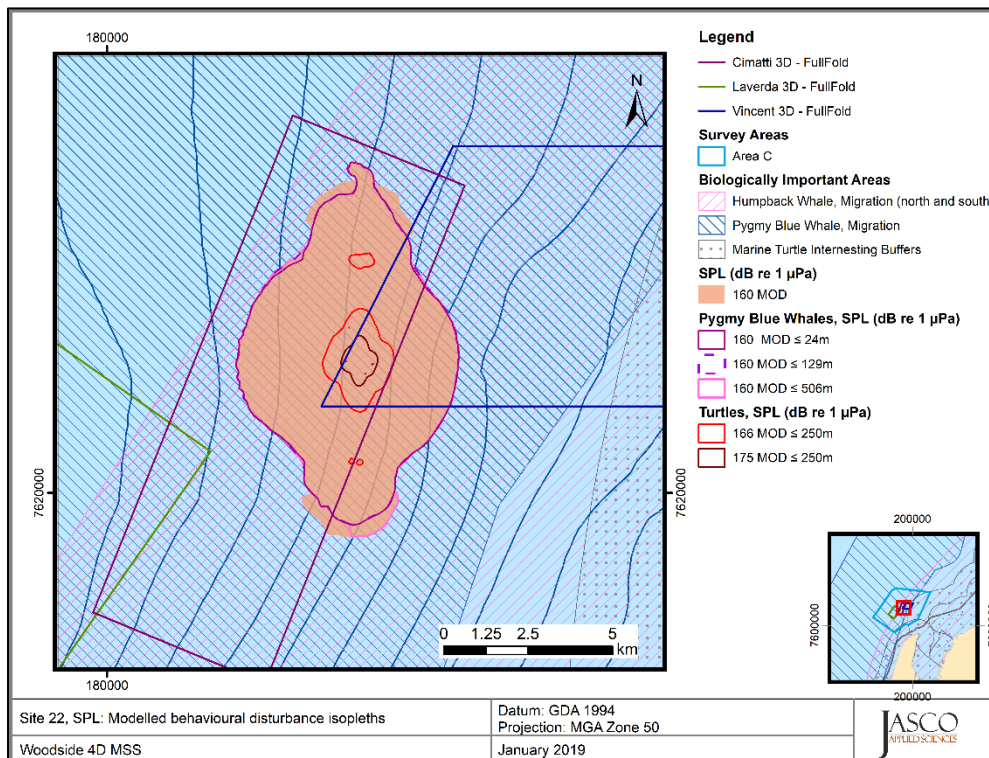 180000
N
7620000
7620000
0 1.25 2.5 5
km
180000
Legend
Cimatti 3D - FullFold
Laverda 3D - FullFold
Vincent 3D - FullFold
Survey Areas
Area C
Biologically Important Areas
Humpback Whale, Migration (north and south)
Pygmy Blue Whale, Migration
Marine Turtle Internesting Buffers
SPL (dB re 1 µPa)
160 MOD
Pygmy Blue Whales, SPL (dB re 1 µPa)
160 MOD ≤ 24m
160 MOD ≤ 129m
160 MOD ≤ 506m
Turtles, SPL (dB re 1 µPa)
166 MOD ≤ 250m
175 MOD ≤ 250m
200000
7600000
200000
Site 22, SPL: Modelled behavioural disturbance isopleths
Woodside 4D MSS
Datum: GDA 1994
Projection: MGA Zone 50
January 2019
JASCO
APPLIED SCIENCES